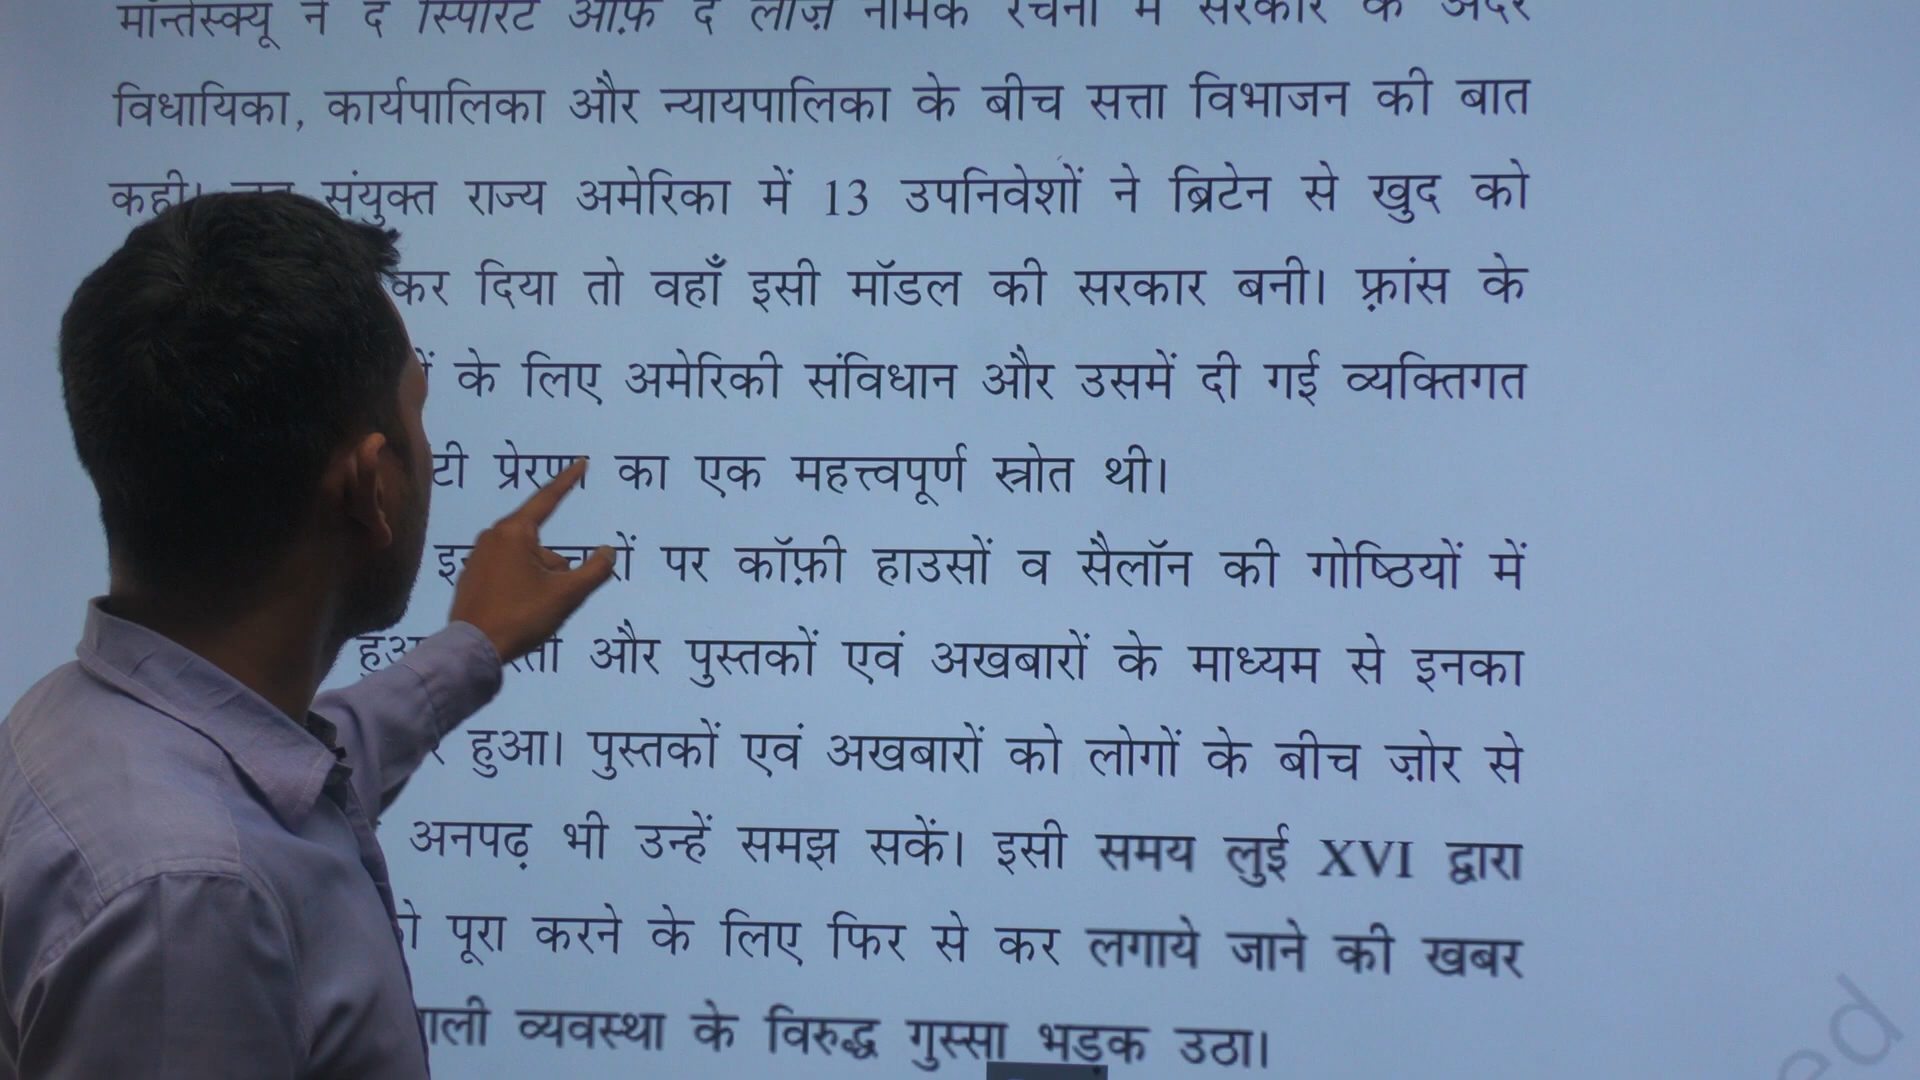 मॉन्तेस्क्यू ने द स्पिरिट ऑफ़ द लॉज़ नामक रचना में सरकार के अंदर
विधायिका, कार्यपालिका और न्यायपालिका के बीच सत्ता विभाजन की बात
कही। संयुक्त राज्य अमेरिका में 13 उपनिवेशों ने ब्रिटेन से खुद को
कर दिया तो वहाँ इसी मॉडल की सरकार बनी। फ़्रांस के
के लिए अमेरिकी संविधान और उसमें दी गई व्यक्तिगत
प्रेरणा का एक महत्त्वपूर्ण स्रोत थी।
पर कॉफ़ी हाउसों व सैलॉन की गोष्ठियों में
और पुस्तकों एवं अखबारों के माध्यम से इनका
हुआ। पुस्तकों एवं अखबारों को लोगों के बीच ज़ोर से
अनपढ़ भी उन्हें समझ सकें। इसी समय लुई XVI द्वारा
पूरा करने के लिए फिर से कर लगाये जाने की खबर
व्यवस्था के विरुद्ध गुस्सा भड़क उठा।